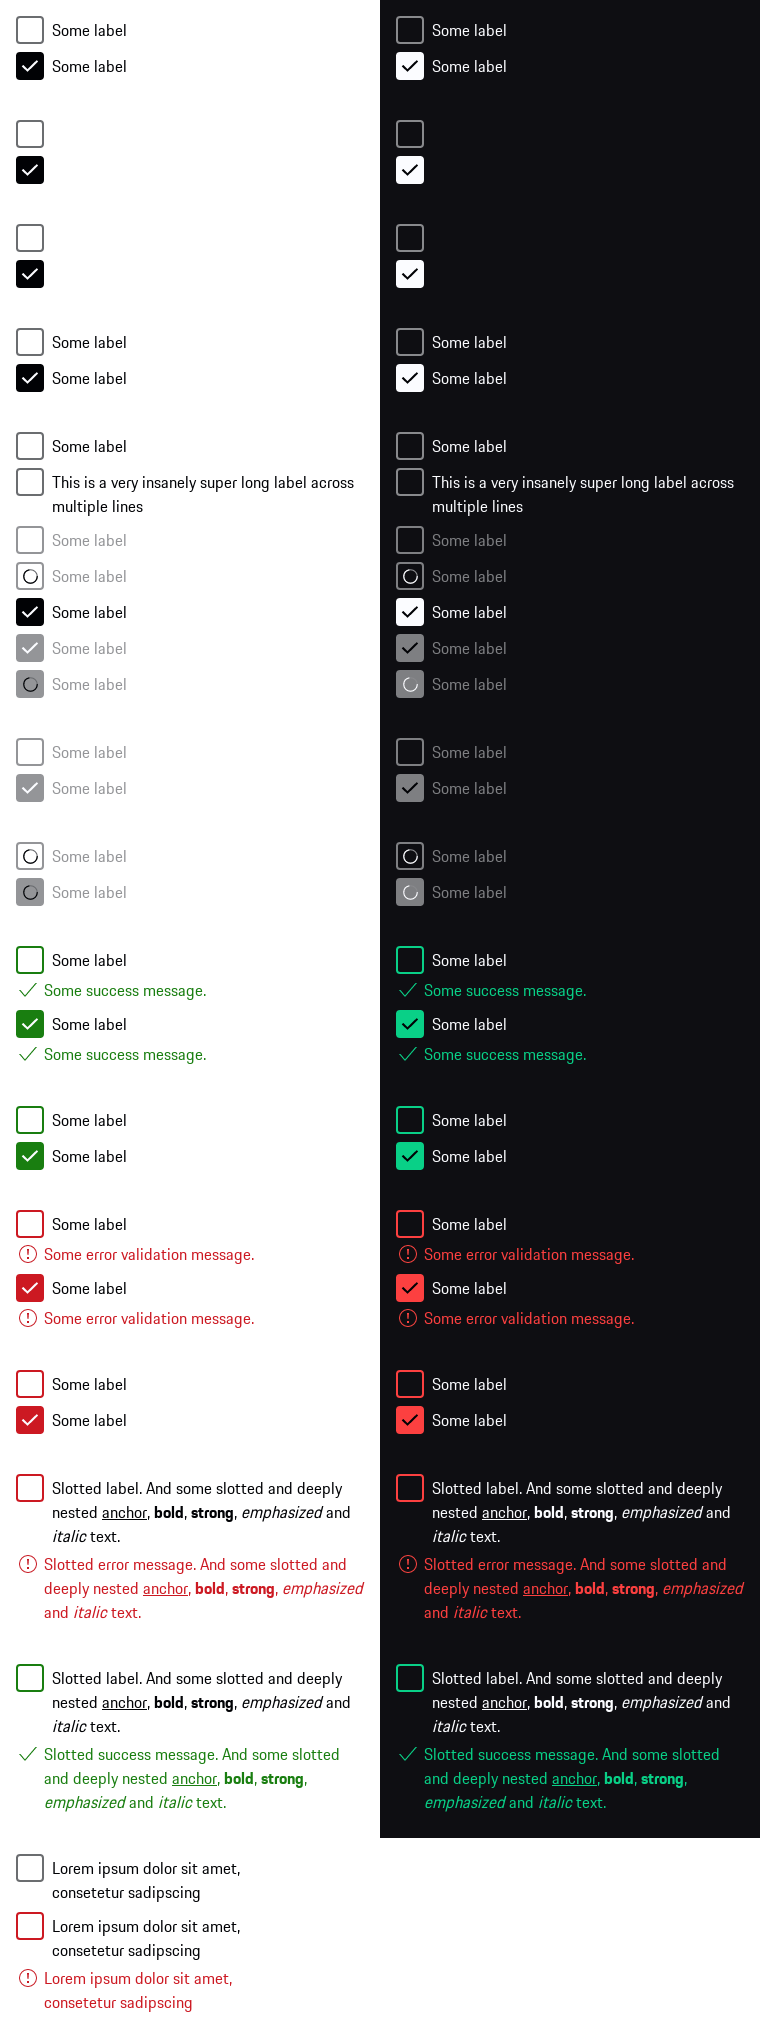 Some label
Some label
Some label
Some label
Some label
This is a very insanely super long label across
multiple lines
Some label
Some label
Some label
Some label
Some label
Some label
Some label
Some label
Some label
Some label
Some success message.
Some label
Some success message.
Some label
Some label
Some label
Some error validation message.
Some label
Some error validation message.
Some label
Some label
Slotted label. And some slotted and deeply
nested anchor, bold, strong, emphasized and
italic text.
Slotted error message. And some slotted and
deeply nested anchor, bold, strong, emphasized
and italic text.
Slotted label. And some slotted and deeply
nested anchor, bold, strong, emphasized and
italic text.
Slotted success message. And some slotted
and deeply nested anchor, bold, strong,
emphasized and italic text.
Lorem ipsum dolor sit amet,
consetetur sadipscing
Lorem ipsum dolor sit amet,
consetetur sadipscing
Lorem ipsum dolor sit amet,
consetetur sadipscing
Some label
Some label
Some label
Some label
Some label
This is a very insanely super long label across
multiple lines
Some label
Some label
Some label
Some label
Some label
Some label
Some label
Some label
Some label
Some label
Some success message.
Some label
Some success message.
Some label
Some label
Some label
Some error validation message.
Some label
Some error validation message.
Some label
Some label
Slotted label. And some slotted and deeply
nested anchor, bold, strong, emphasized and
italic text.
Slotted error message. And some slotted and
deeply nested anchor, bold, strong, emphasized
and italic text.
Slotted label. And some slotted and deeply
nested anchor, bold, strong, emphasized and
italic text.
Slotted success message. And some slotted
and deeply nested anchor, bold, strong,
emphasized and italic text.